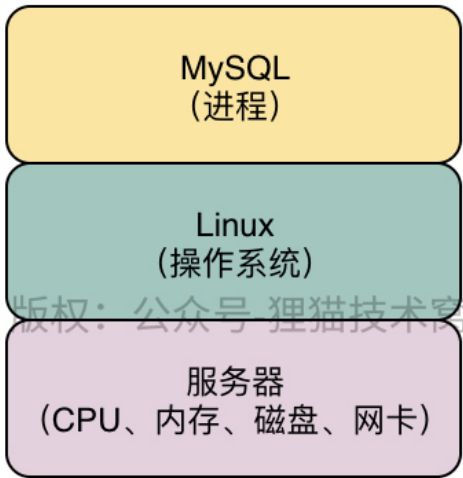 MySQL
（进程）
Linux
（操作系统）
版权：公众号-狸猫技术窝
服务器
（CPU、内存、磁盘、网卡）